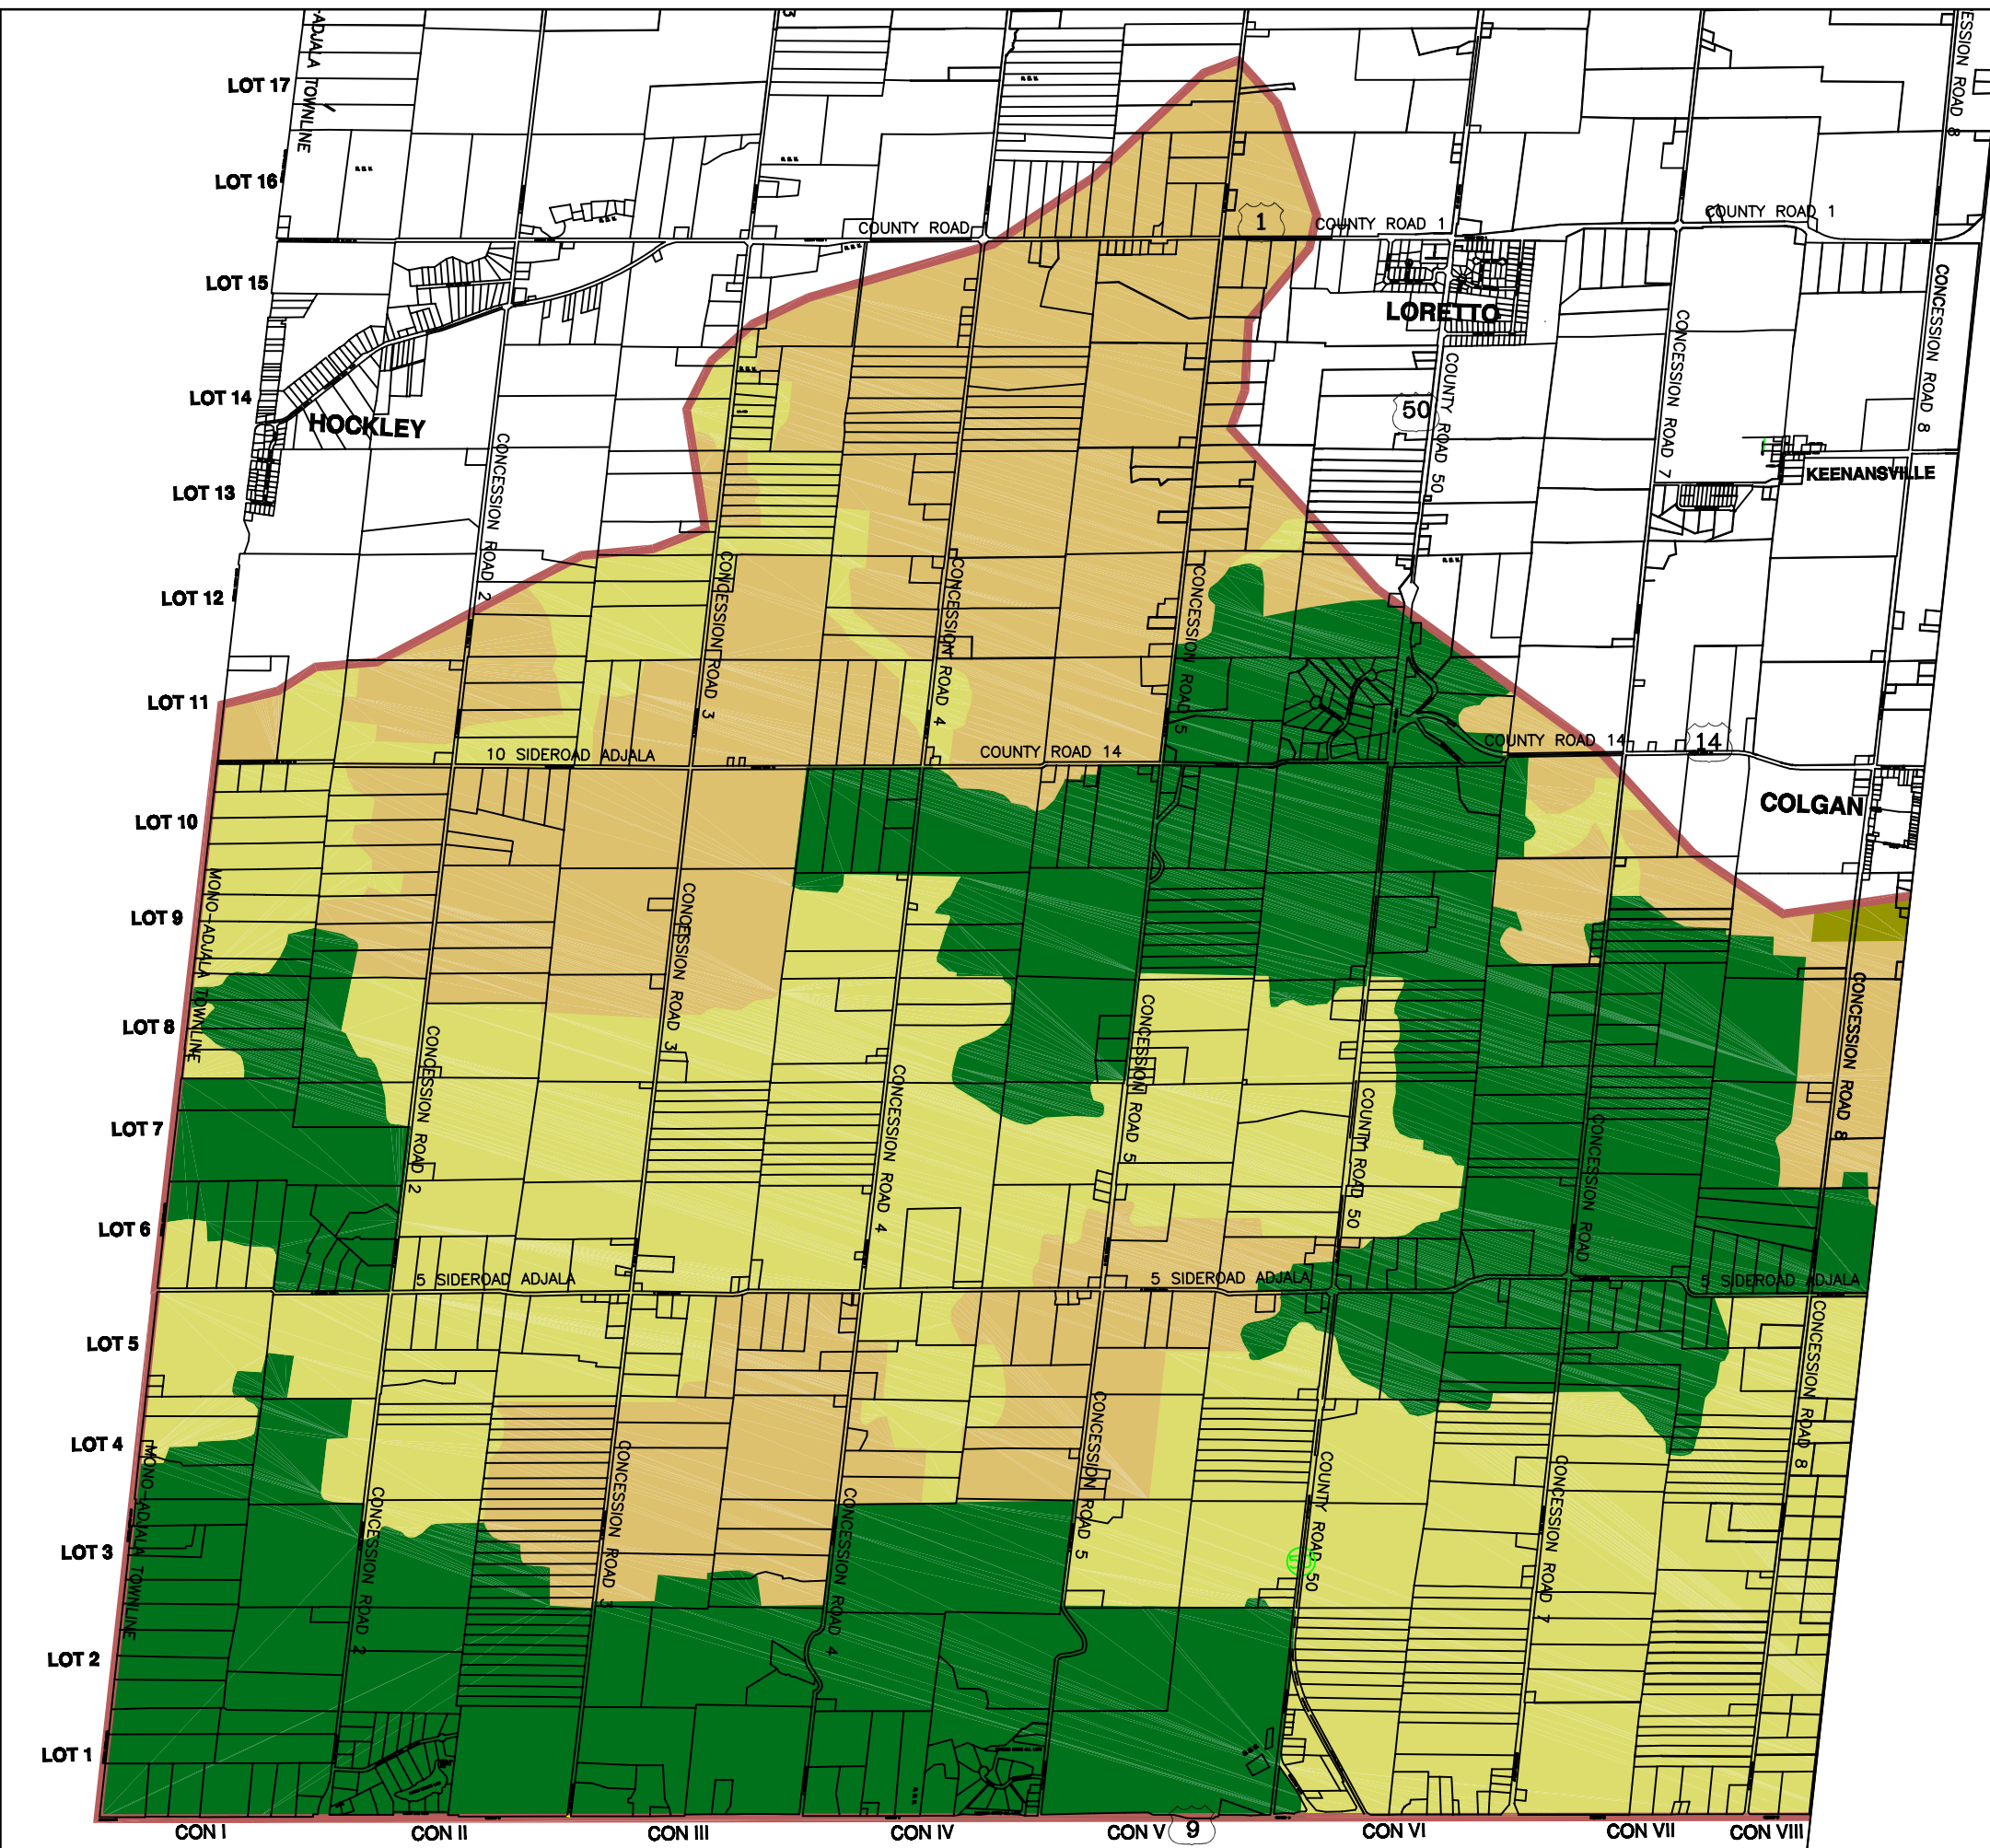 ADJALA TOWNLINE
3
CONCESSION ROAD 8
LOT 17
LOT 16
COUNTY ROAD
1
COUNTY ROAD 1
COUNTY ROAD 1
LOT 15
LORETTO
CONCESSION ROAD 8
LOT 14
HOCKLEY
50
COUNTY ROAD 50
CONCESSION ROAD 7
KEENANSVILLE
LOT 13
CONCESSION ROAD 2
LOT 12
CONCESSION ROAD 3
CONCESSION ROAD 4
CONCESSION ROAD 5
LOT 11
10 SIDEROAD ADJALA
COUNTY ROAD 14
COUNTY ROAD 14
14
COLGAN
LOT 10
MONO-ADJALA TOWNLINE
LOT 9
CONCESSION ROAD 3
LOT 8
CONCESSION ROAD 2
CONCESSION ROAD 4
CONCESSION ROAD 5
COUNTY ROAD 50
CONCESSION ROAD
CONCESSION ROAD 8
LOT 7
LOT 6
5 SIDEROAD ADJALA
5 SIDEROAD ADJALA
5 SIDEROAD ADJALA
LOT 5
CONCESSION ROAD 8
LOT 4
MONO-ADJALA TOWNLINE
CONCESSION ROAD 2
CONCESSION ROAD 3
CONCESSION ROAD 4
CONCESSION ROAD 5
COUNTY ROAD 50
CONCESSION ROAD 7
LOT 3
LOT 2
LOT 1
CON I
CON II
CON III
CON IV
CON V
9
CON VI
CON VII
CON VIII